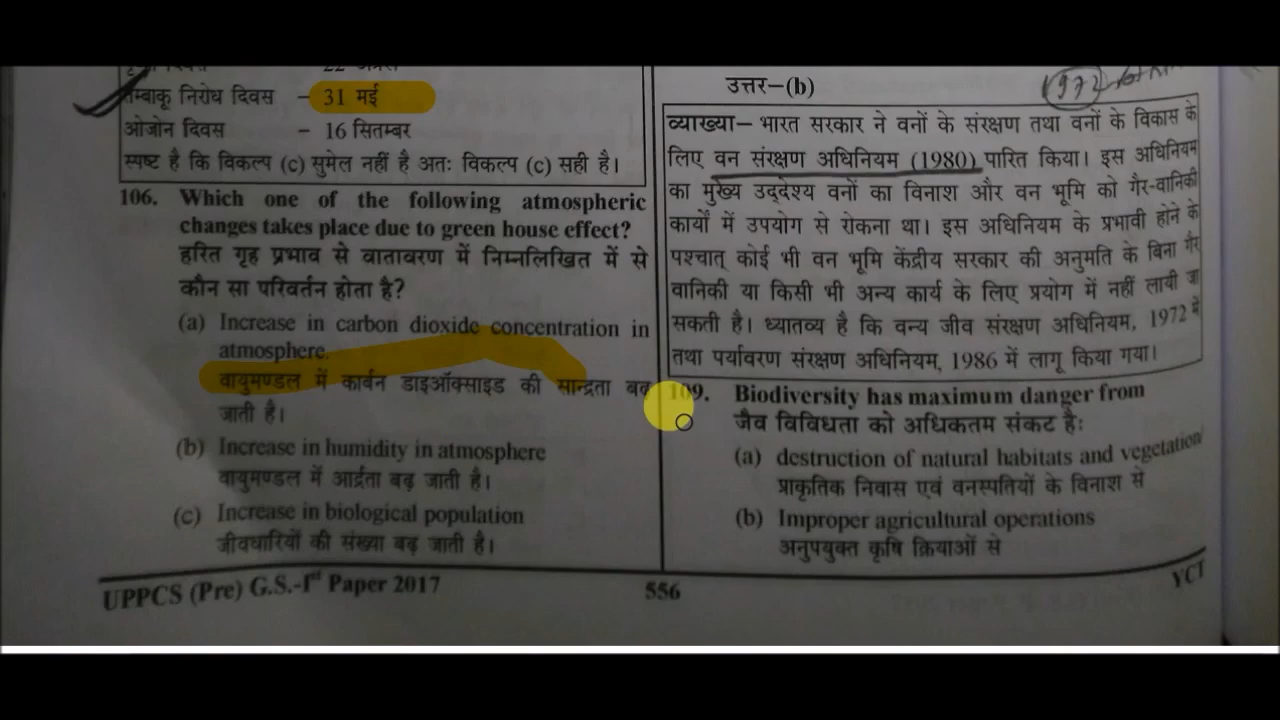 तम्बाकू निरोध दिवस – 31 मई
ओजोन दिवस – 16 सितम्बर
स्पष्ट है कि विकल्प (c) सुमेल नहीं है अतः विकल्प (c) सही है।
106. Which one of the following atmospheric
changes takes place due to green house effect?
हरित गृह प्रभाव से वातावरण में निम्नलिखित में से
कौन सा परिवर्तन होता है?
(a) Increase in carbon dioxide concentration in
atmosphere.
वायुमण्डल में कार्बन डाइऑक्साइड की सान्द्रता बढ़
जाती है।
(b) Increase in humidity in atmosphere
वायुमण्डल में आर्द्रता बढ़ जाती है।
(c) Increase in biological population
जीवधारियों की संख्या बढ़ जाती है।
उत्तर–(b)
1972
व्याख्या– भारत सरकार ने वनों के संरक्षण तथा वनों के विकास के
लिए वन संरक्षण अधिनियम (1980) पारित किया। इस अधिनियम
का मुख्य उद्देश्य वनों का विनाश और वन भूमि को गैर-वानिकी
कार्यों में उपयोग से रोकना था। इस अधिनियम के प्रभावी होने के
पश्चात् कोई भी वन भूमि केंद्रीय सरकार की अनुमति के बिना गैर
वानिकी या किसी भी अन्य कार्य के लिए प्रयोग में नहीं लायी जा
सकती है। ध्यातव्य है कि वन्य जीव संरक्षण अधिनियम, 1972 में
तथा पर्यावरण संरक्षण अधिनियम, 1986 में लागू किया गया।
109. Biodiversity has maximum danger from
जैव विविधता को अधिकतम संकट है:
(a) destruction of natural habitats and vegetation
प्राकृतिक निवास एवं वनस्पतियों के विनाश से
(b) Improper agricultural operations
अनुपयुक्त कृषि क्रियाओं से
UPPCS (Pre) G.S.-Ist Paper 2017
556
YCT